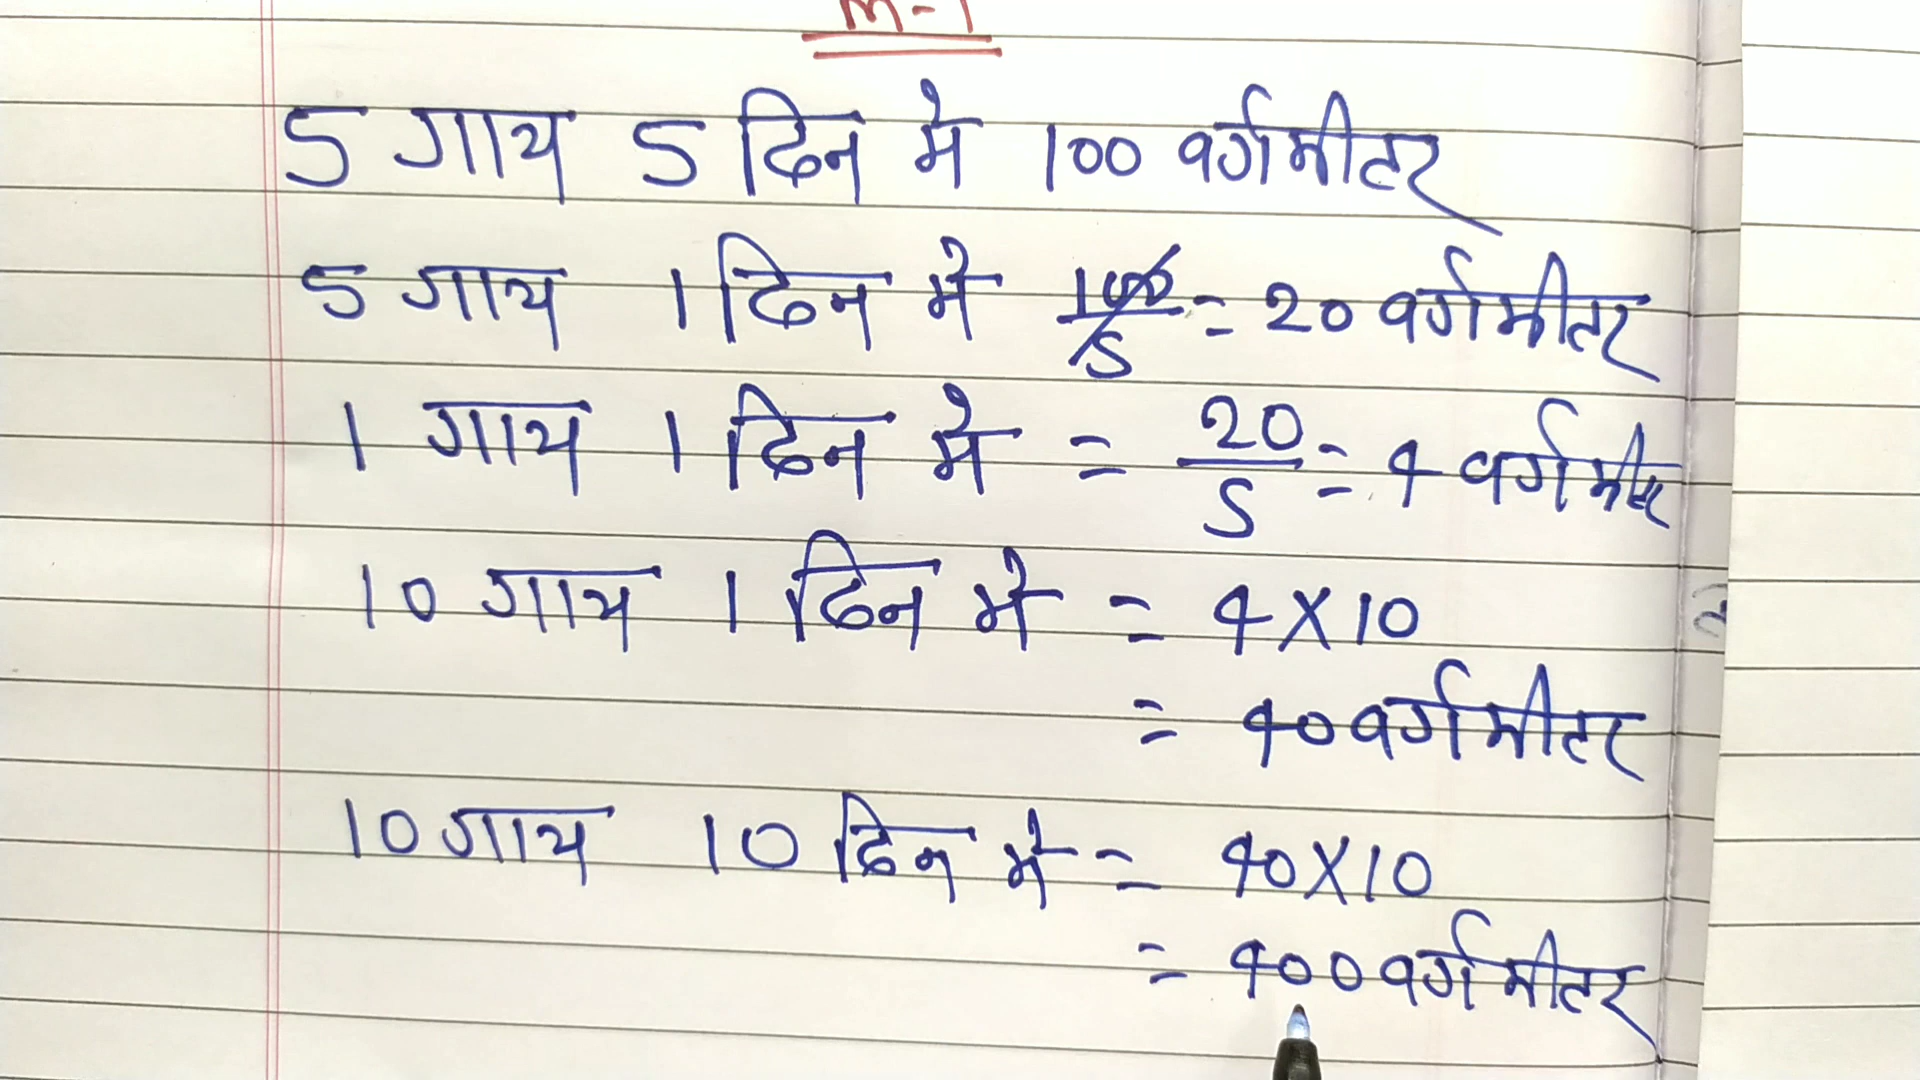 M-1
5 गाय 5 दिन मे 100 वर्गमीटर
5 गाय 1 दिन मे 100/5 = 20 वर्गमीटर
1 गाय 1 दिन मे = 20/5 = 4 वर्गमीटर
10 गाय 1 दिन मे = 4 X 10
= 40 वर्गमीटर
10 गाय 10 दिन मे = 40 X 10
= 400 वर्गमीटर